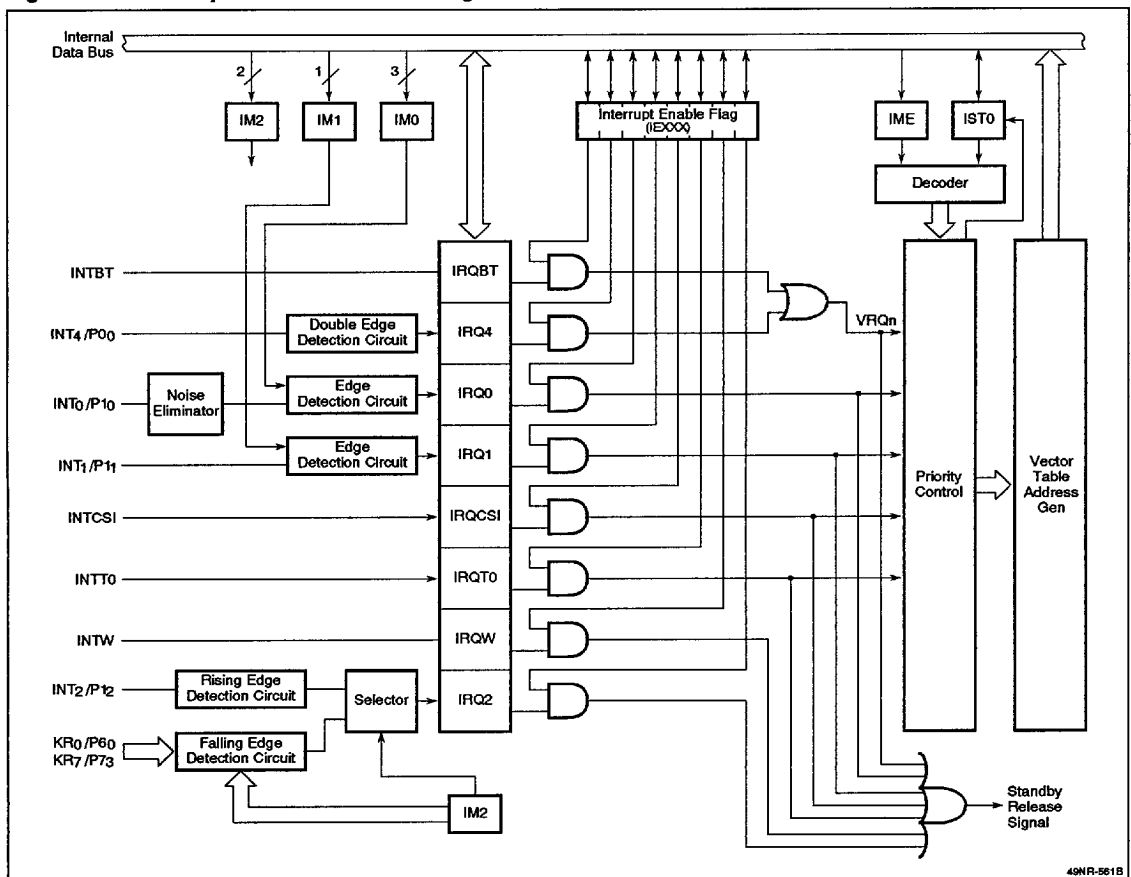 Internal
Data Bus
2
1
3
IM2
IM1
IM0
Interrupt Enable Flag
(IEXXX)
IME
IST0
Decoder
INTBT
IRQBT
INT4/P00
Double Edge
Detection Circuit
IRQ4
VRQn
INT0/P10
Noise
Eliminator
Edge
Detection Circuit
IRQ0
INT1/P11
Edge
Detection Circuit
IRQ1
Priority
Control
Vector
Table
Address
Gen
INTCSI
IRQCSI
INTT0
IRQT0
INTW
IRQW
INT2/P12
Rising Edge
Detection Circuit
Selector
IRQ2
KR0/P60
KR7/P73
Falling Edge
Detection Circuit
IM2
Standby
Release
Signal
49NR-561B